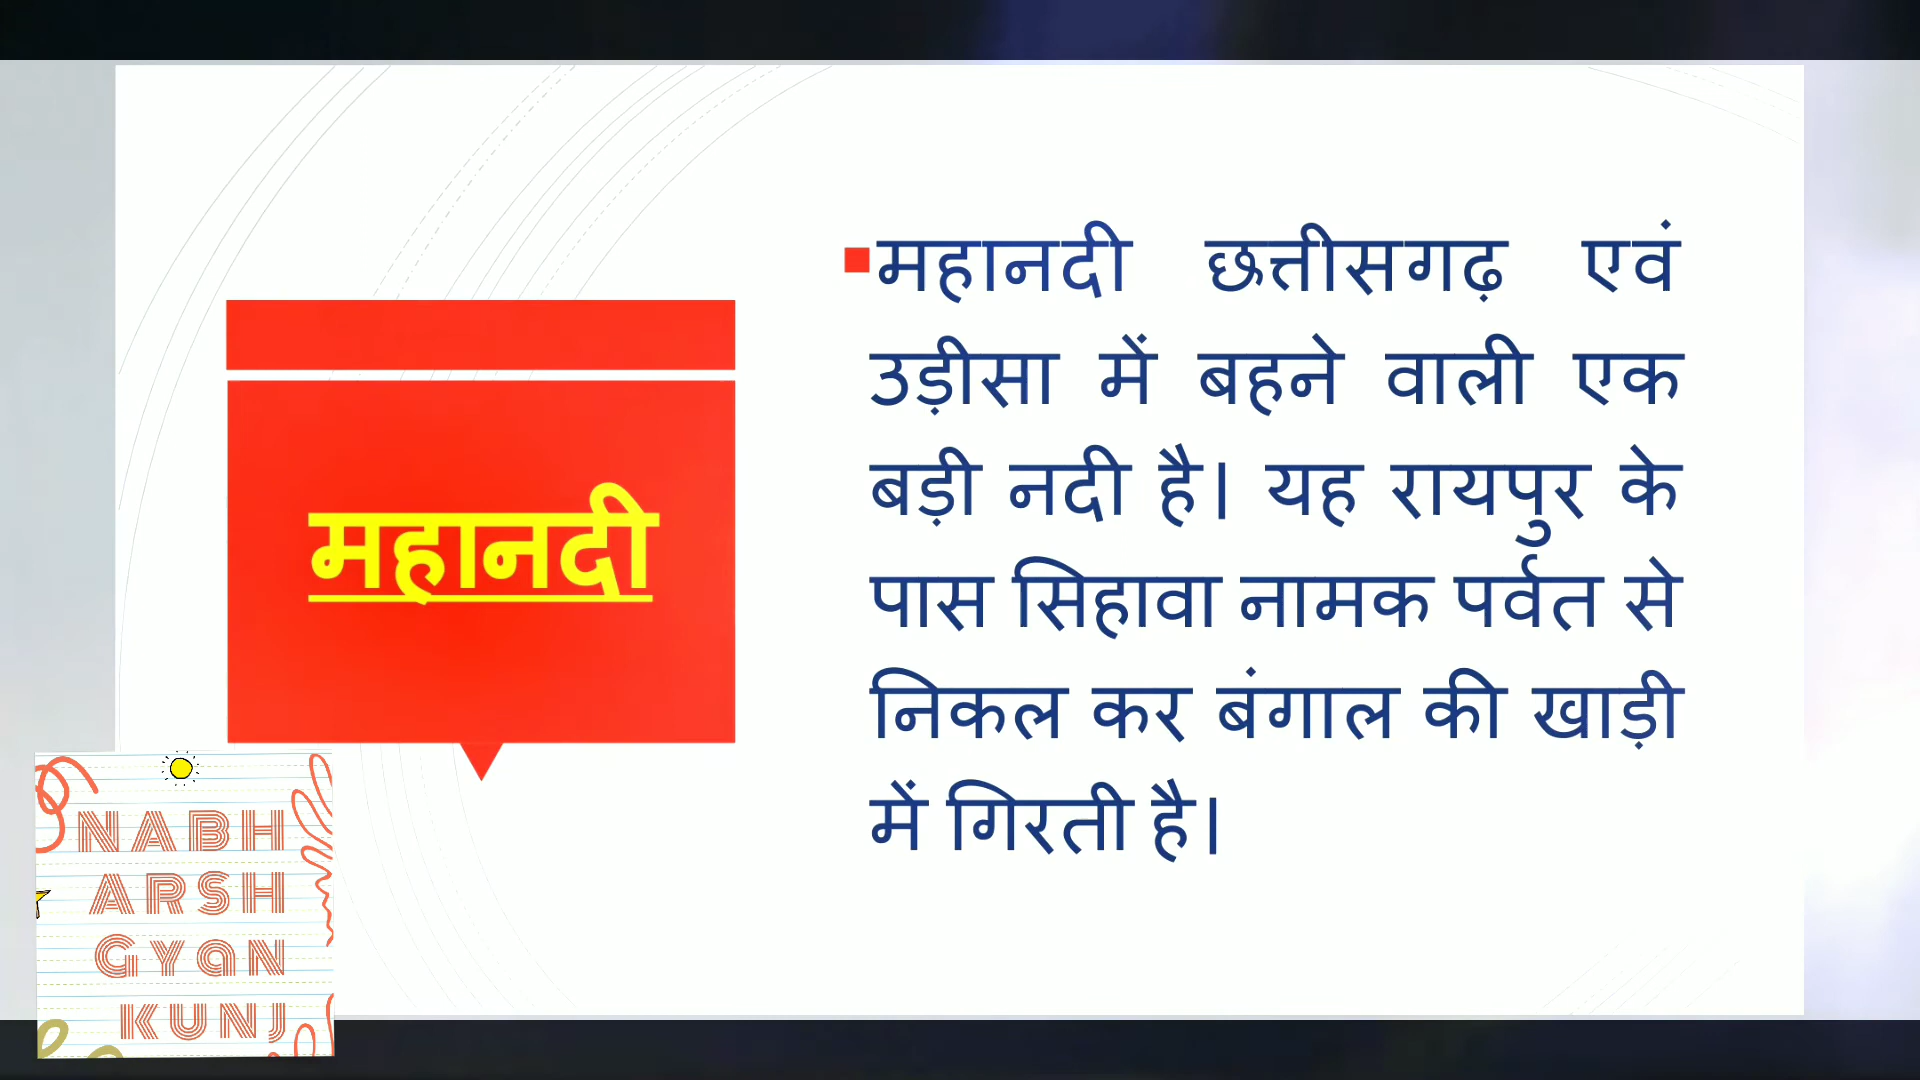 महानदी
महानदी छत्तीसगढ़ एवं
उड़ीसा में बहने वाली एक
बड़ी नदी है। यह रायपुर के
पास सिहावा नामक पर्वत से
निकल कर बंगाल की खाड़ी
में गिरती है।
NABH
ARSH
GYAN
KUNJ